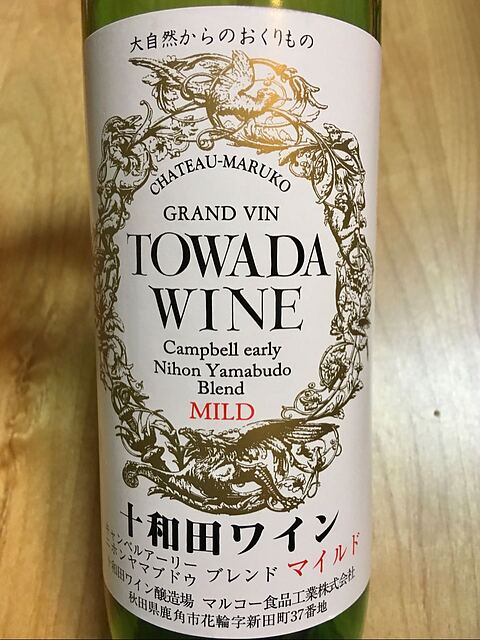 大自然からのおくりもの
CHATEAU-MARUKO
GRAND VIN
TOWADA
WINE
Campbell early
Nihon Yamabudo
Blend
MILD
十和田ワイン
キャンベルアーリー
ニホンヤマブドウ ブレンド マイルド
十和田ワイン醸造場 マルコー食品工業株式会社
秋田県鹿角市花輪字新田町37番地